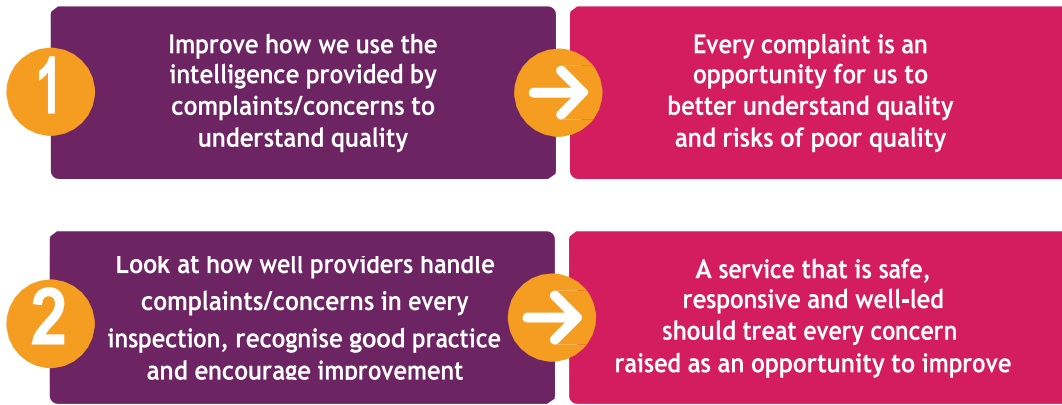 1
Improve how we use the
intelligence provided by
complaints/concerns to
understand quality
Every complaint is an
opportunity for us to
better understand quality
and risks of poor quality
2
Look at how well providers handle
complaints/concerns in every
inspection, recognise good practice
and encourage improvement
A service that is safe,
responsive and well-led
should treat every concern
raised as an opportunity to improve